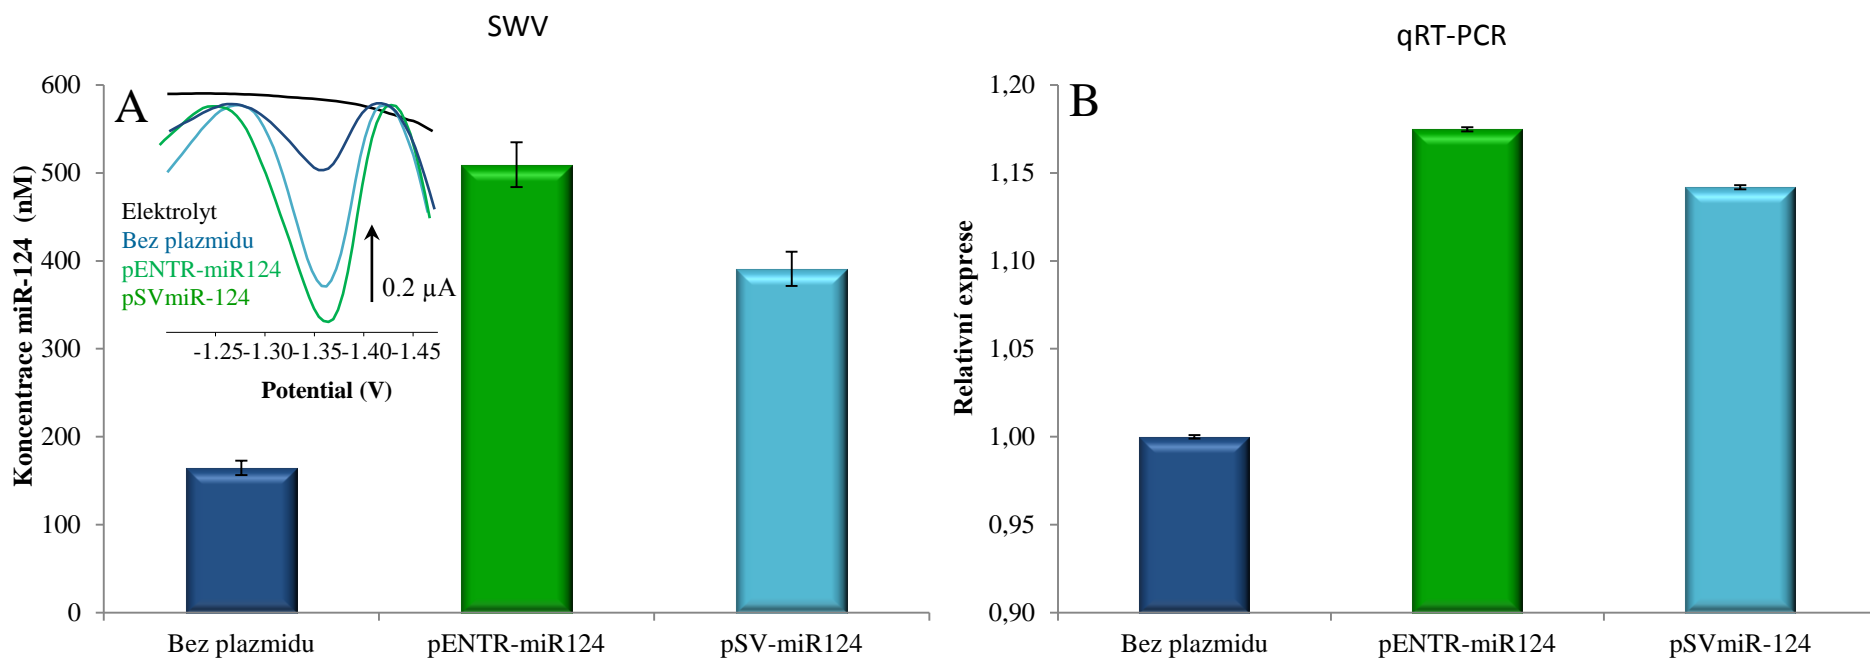 SWV
A
Koncentrace miR-124 (nM)
600
500
400
300
200
100
0
Elektrolyt
Bez plazmidu
pENTR-miR124
pSVmiR-124
0.2 µA
-1.25 -1.30 -1.35 -1.40 -1.45
Potential (V)
Bez plazmidu pENTR-miR124 pSV-miR124
qRT-PCR
B
Relativní exprese
1,20
1,15
1,10
1,05
1,00
0,95
0,90
Bez plazmidu pENTR-miR124 pSVmiR-124